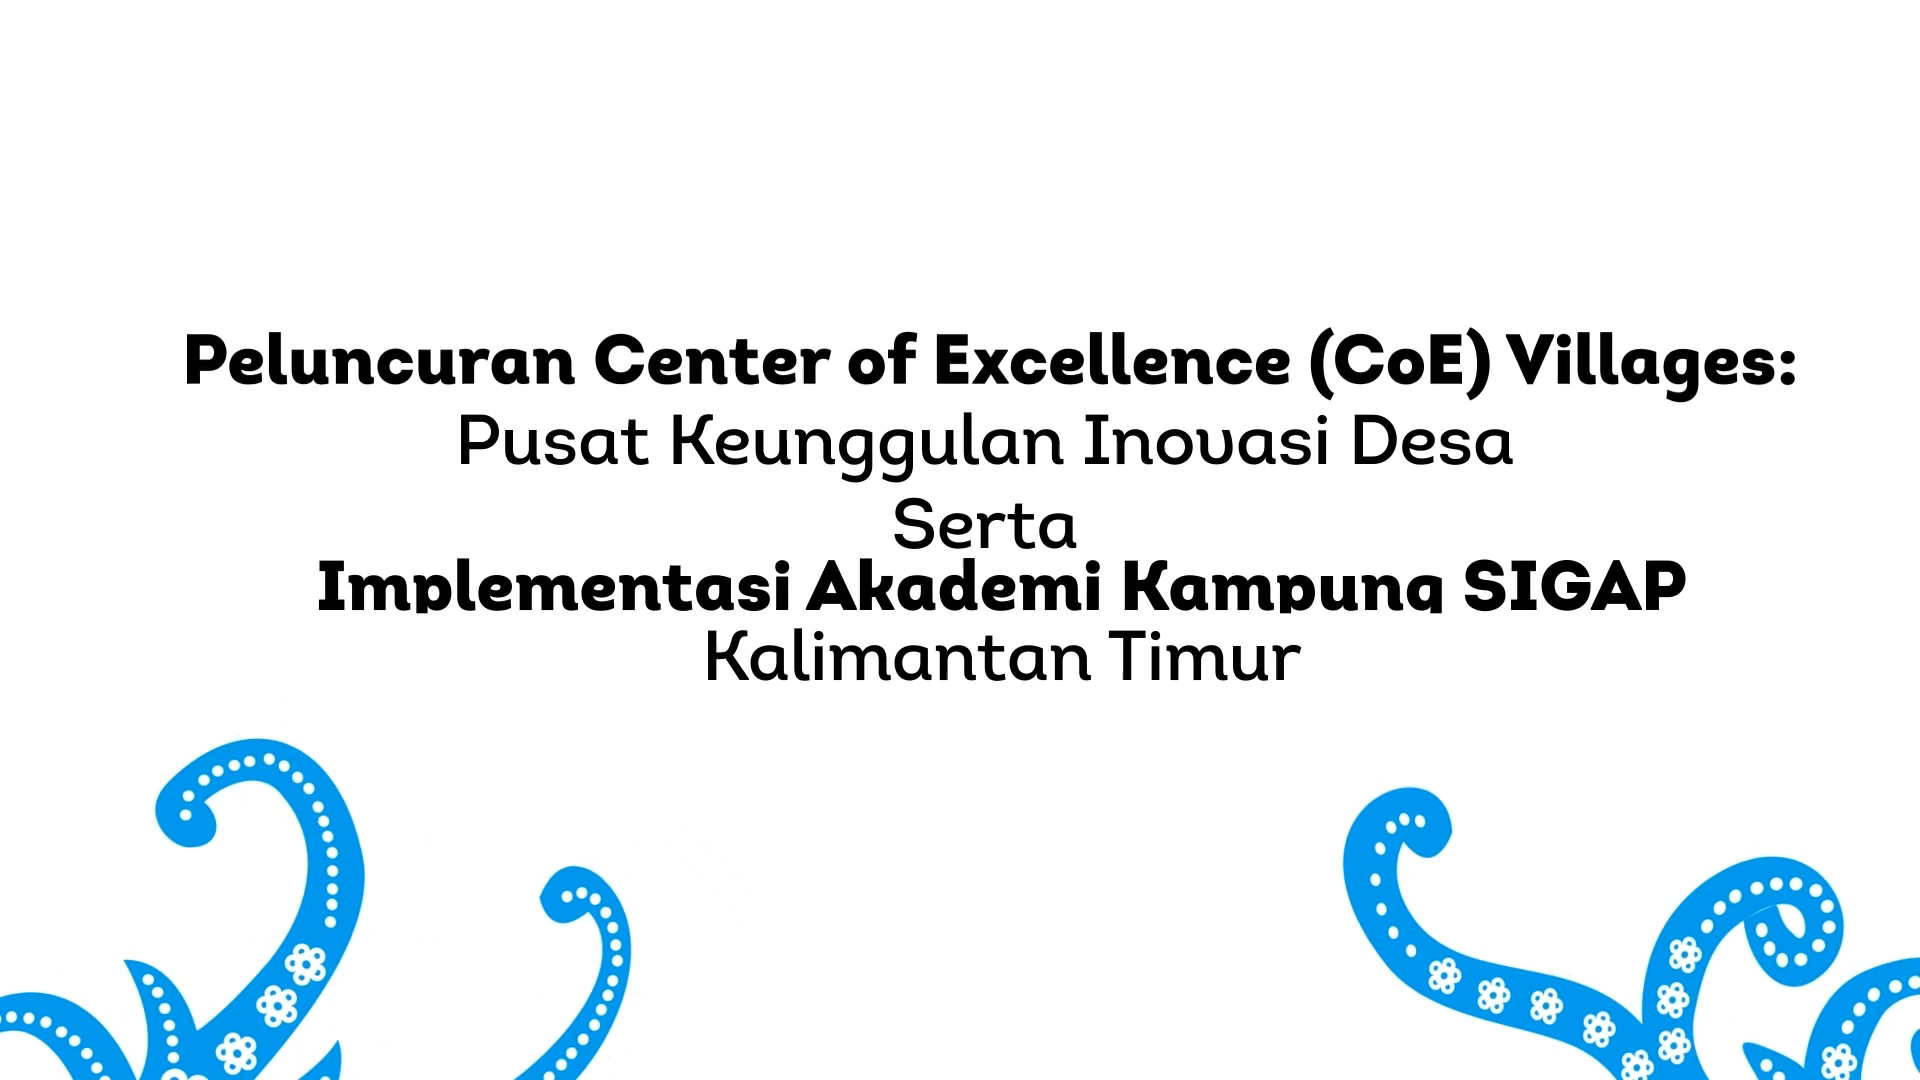 Peluncuran Center of Excellence (CoE) Villages:
Pusat Keunggulan Inovasi Desa
Serta
Implementasi Akademi Kampung SIGAP
Kalimantan Timur